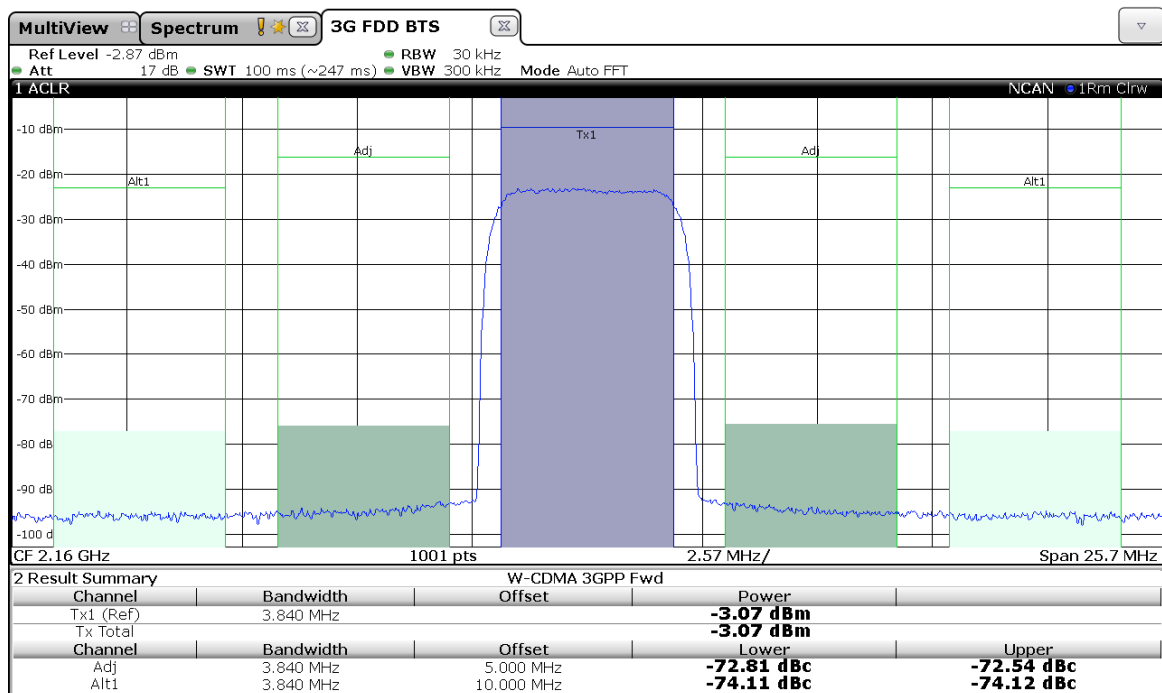 MultiView Spectrum 3G FDD BTS
Ref Level -2.87 dBm RBW 30 kHz
Att 17 dB SWT 100 ms (~247 ms) VBW 300 kHz Mode Auto FFT
1 ACLR NCAN 1Rm Clrw
-10 dBm
Tx1
Adj Adj
-20 dBm
Alt1 Alt1
-30 dBm
-40 dBm
-50 dBm
-60 dBm
-70 dBm
-80 dB
-90 dB
-100 d
CF 2.16 GHz 1001 pts 2.57 MHz/ Span 25.7 MHz
2 Result Summary W-CDMA 3GPP Fwd
Channel Bandwidth Offset Power
Tx1 (Ref) 3.840 MHz -3.07 dBm
Tx Total -3.07 dBm
Channel Bandwidth Offset Lower Upper
Adj 3.840 MHz 5.000 MHz -72.81 dBc -72.54 dBc
Alt1 3.840 MHz 10.000 MHz -74.11 dBc -74.12 dBc